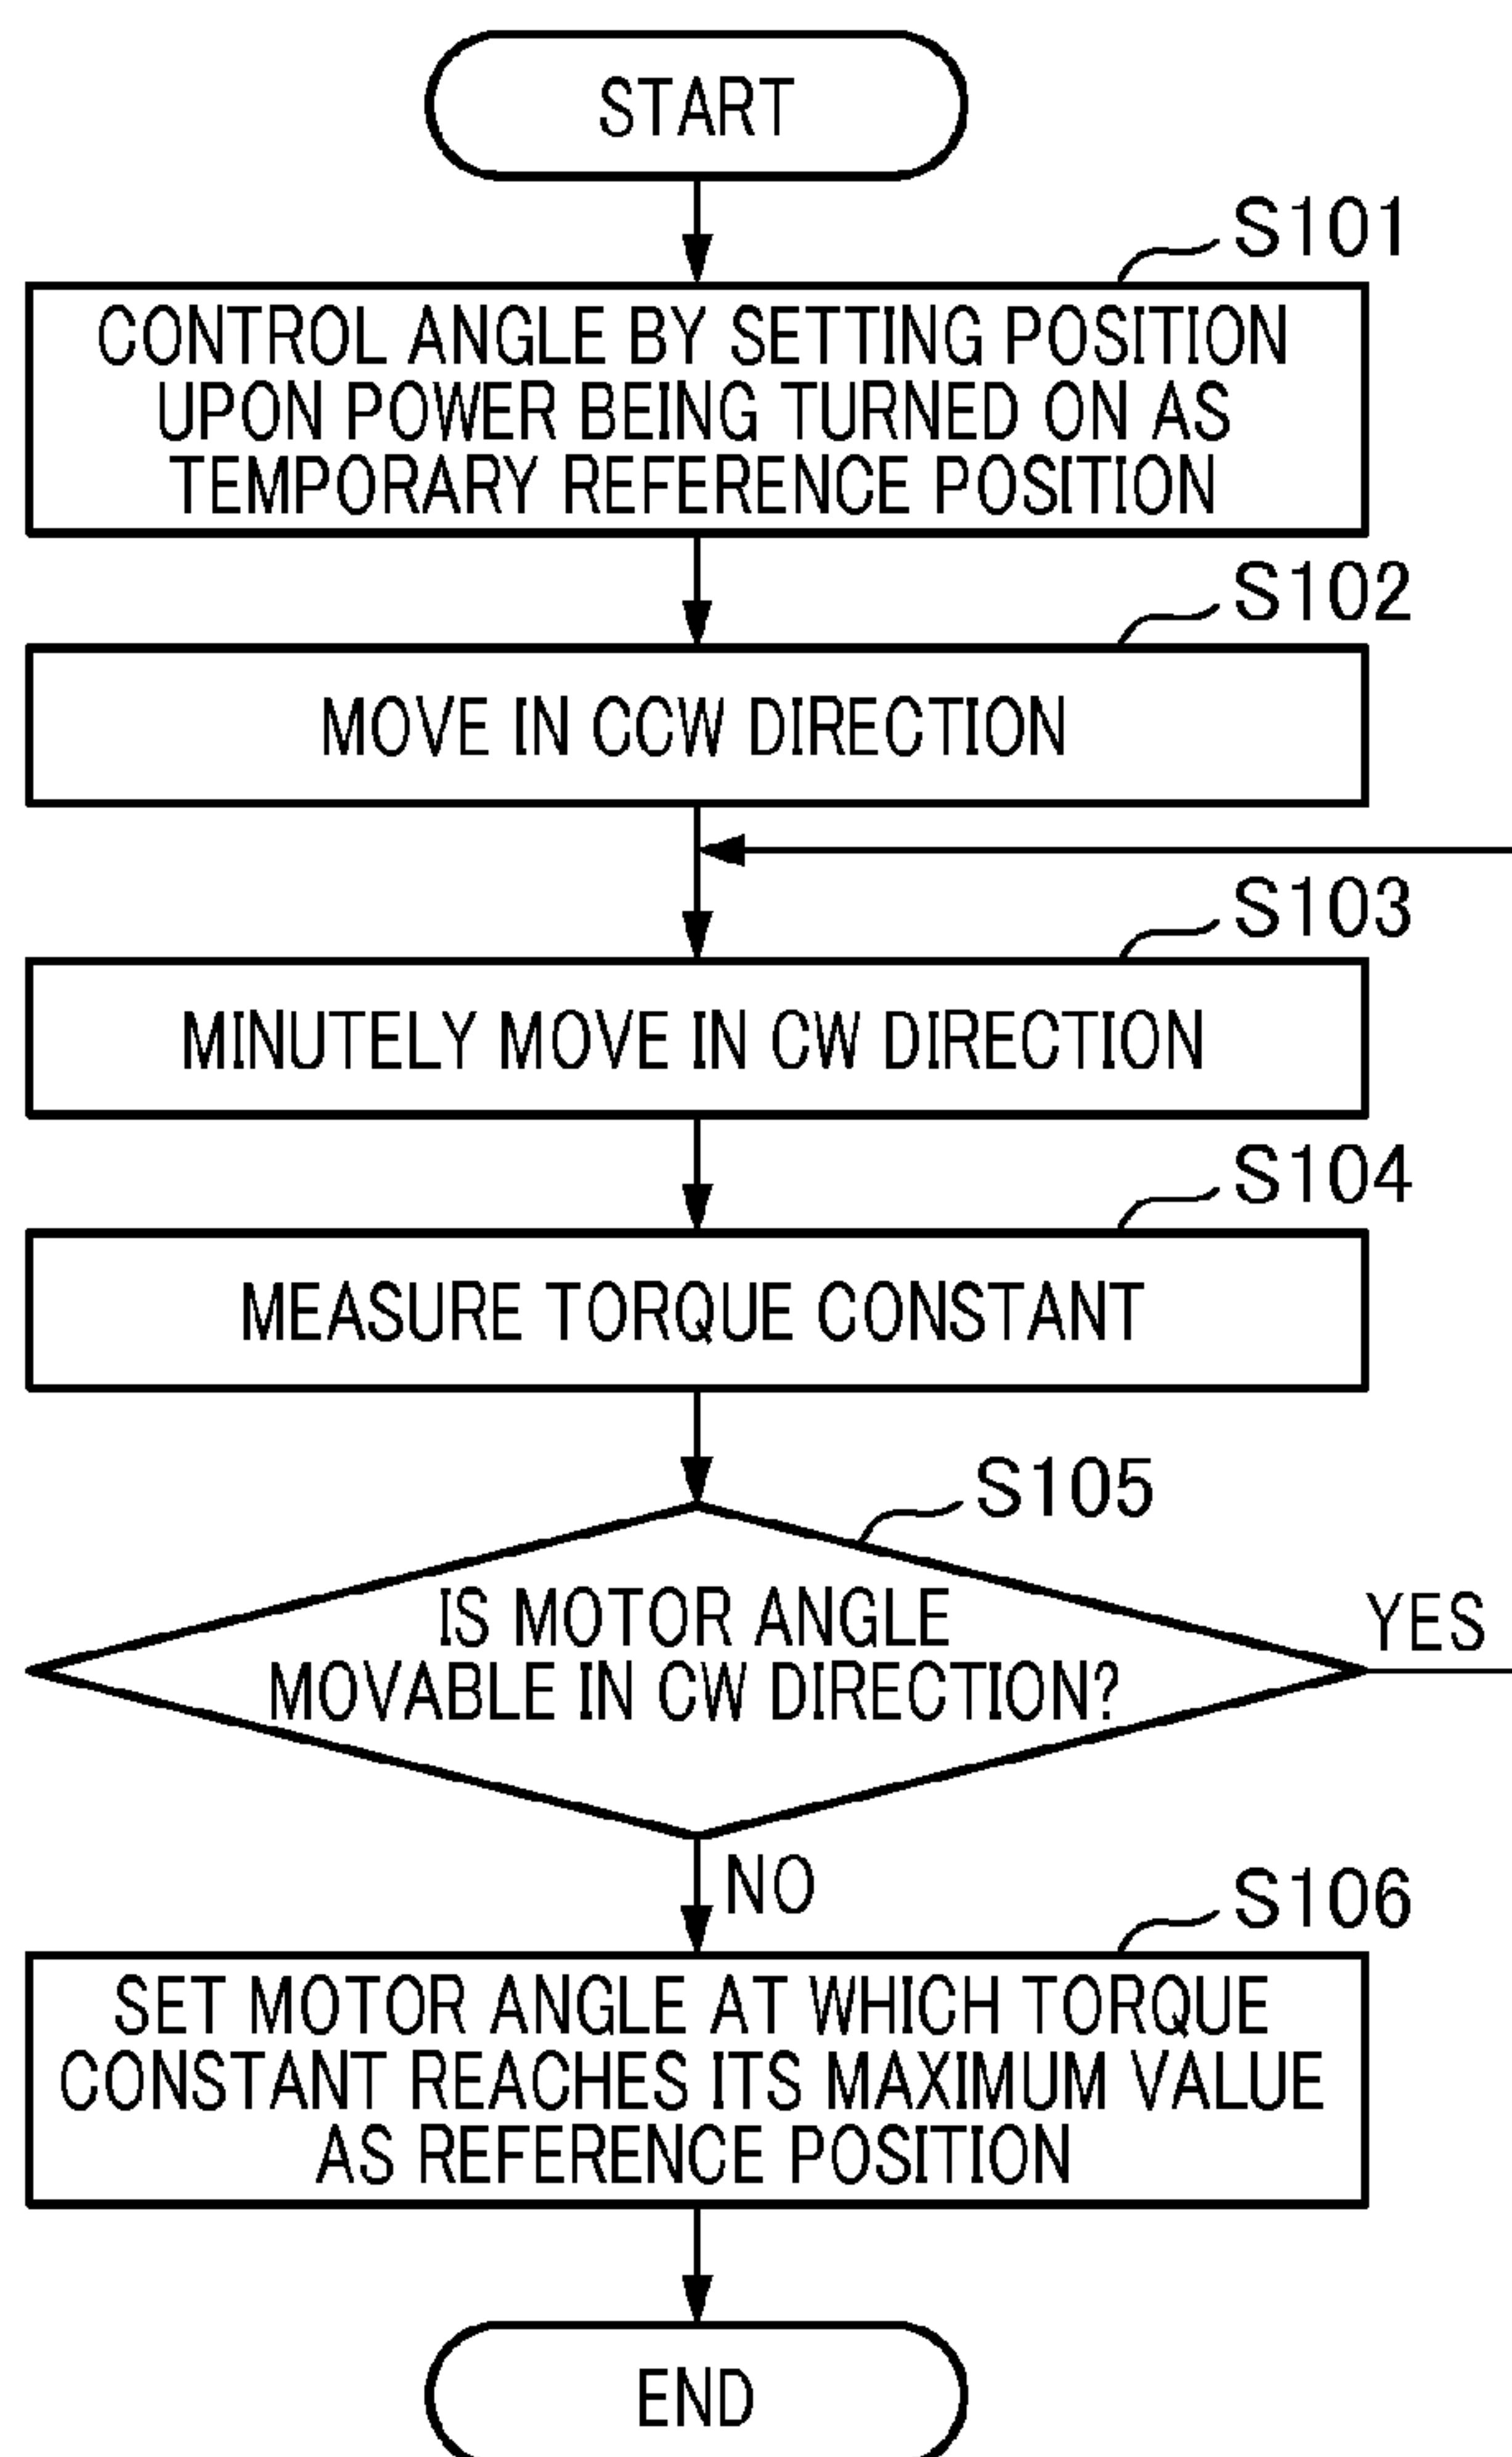 START
S101
CONTROL ANGLE BY SETTING POSITION
UPON POWER BEING TURNED ON AS
TEMPORARY REFERENCE POSITION
S102
MOVE IN CCW DIRECTION
S103
MINUTELY MOVE IN CW DIRECTION
S104
MEASURE TORQUE CONSTANT
S105
IS MOTOR ANGLE
MOVABLE IN CW DIRECTION?
YES
NO
S106
SET MOTOR ANGLE AT WHICH TORQUE
CONSTANT REACHES ITS MAXIMUM VALUE
AS REFERENCE POSITION
END